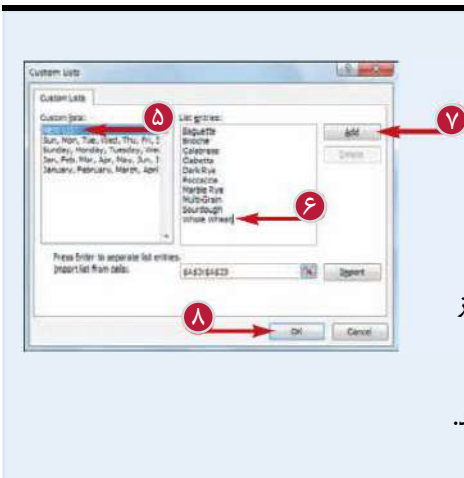 Custom Lists
Custom Lists
Custom lists:
NEW LIST
Sun, Mon, Tue, Wed, Thu, Fri, S
Sunday, Monday, Tuesday, Wed
Jan, Feb, Mar, Apr, May, Jun, J
January, February, March, April
۵
List entries:
Baguette
Brioche
Calabrese
Ciabatta
Dark Rye
Foccaccia
Marble Rye
Multi-Grain
Sourdough
Whole Wheat
۶
Add
۷
Delete
Press Enter to separate list entries.
Import list from cells:
Import
۸
OK
Cancel